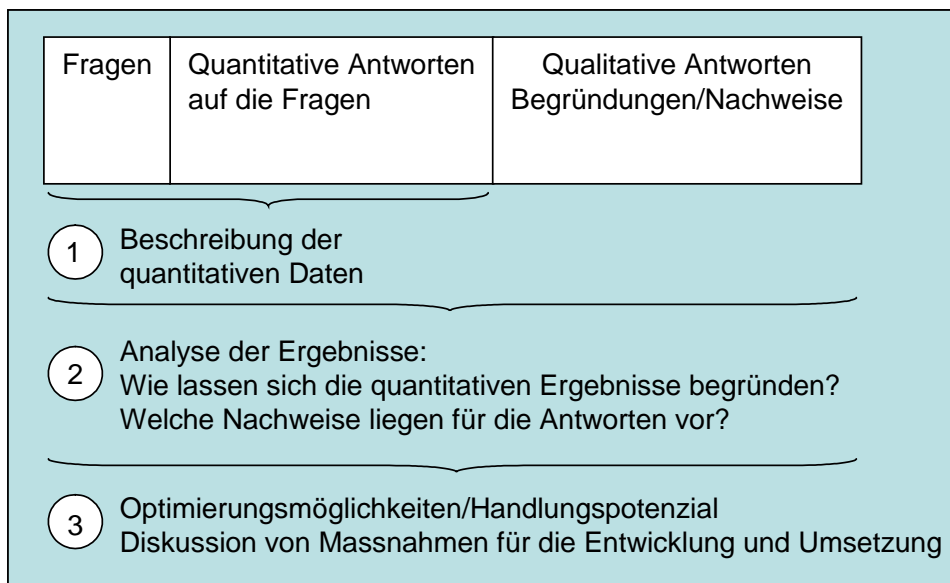 Fragen
Quantitative Antworten
auf die Fragen
Qualitative Antworten
Begründungen/Nachweise
1
Beschreibung der
quantitativen Daten
2
Analyse der Ergebnisse:
Wie lassen sich die quantitativen Ergebnisse begründen?
Welche Nachweise liegen für die Antworten vor?
3
Optimierungsmöglichkeiten/Handlungspotenzial
Diskussion von Massnahmen für die Entwicklung und Umsetzung